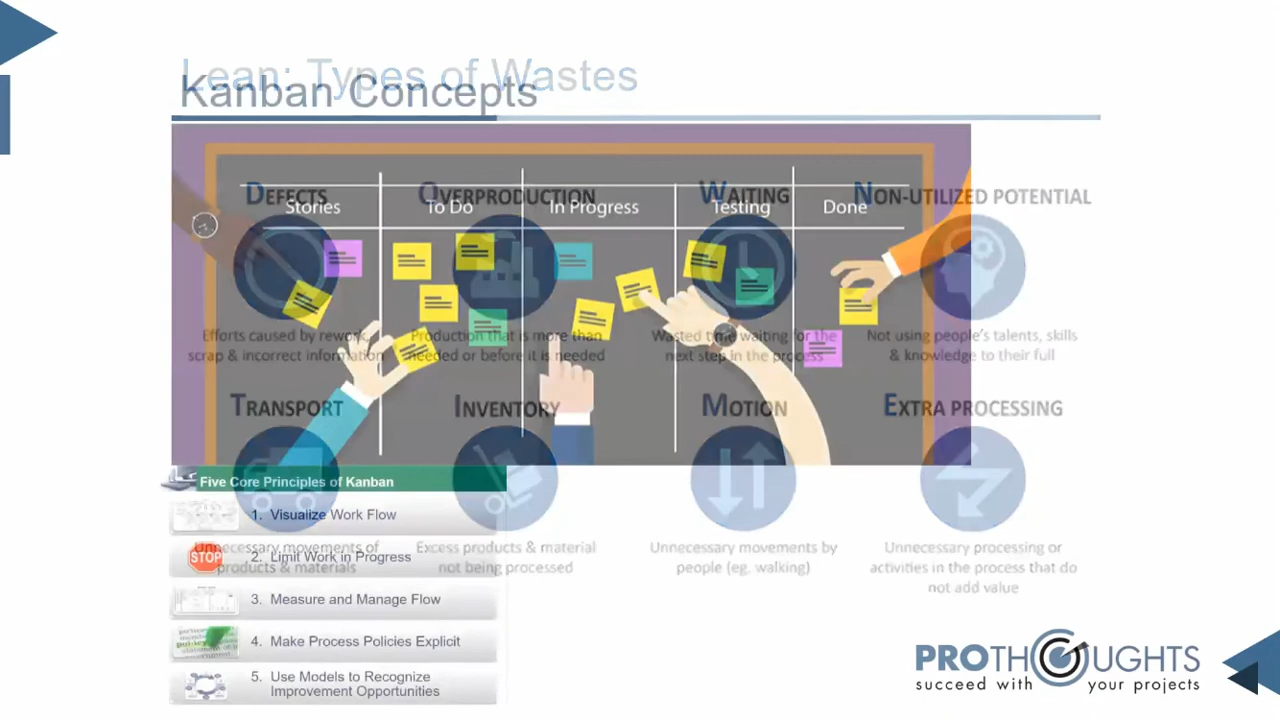 Lean: Types of Wastes
Kanban Concepts
DEFECTS
OVERPRODUCTION
WAITING
NON-UTILIZED POTENTIAL
Stories
To Do
In Progress
Testing
Done
Efforts caused by rework,
scrap & incorrect information
Production that is more than
needed or before it is needed
Wasted time waiting for the
next step in the process
Not using people's talents, skills
& knowledge to their full
TRANSPORT
INVENTORY
MOTION
EXTRA PROCESSING
Unnecessary movements of
products & materials
Excess products & material
not being processed
Unnecessary movements by
people (eg. walking)
Unnecessary processing or
activities in the process that do
not add value
Five Core Principles of Kanban
1. Visualize Work Flow
STOP
2. Limit Work in Progress
3. Measure and Manage Flow
4. Make Process Policies Explicit
5. Use Models to Recognize
Improvement Opportunities
PROTHOUGHTS
succeed with your projects